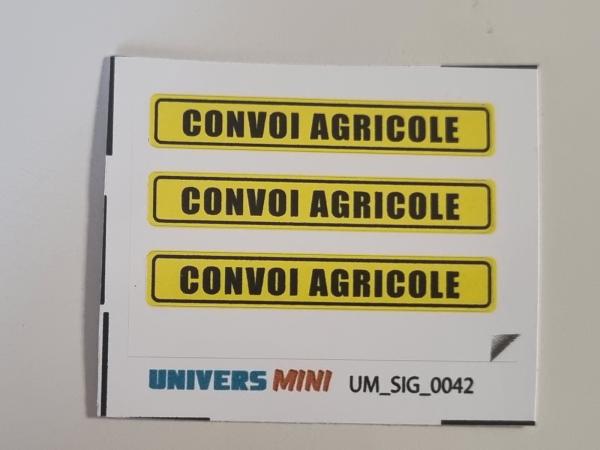 CONVOI AGRICOLE
CONVOI AGRICOLE
CONVOI AGRICOLE
UNIVERS MINI UM_SIG_0042